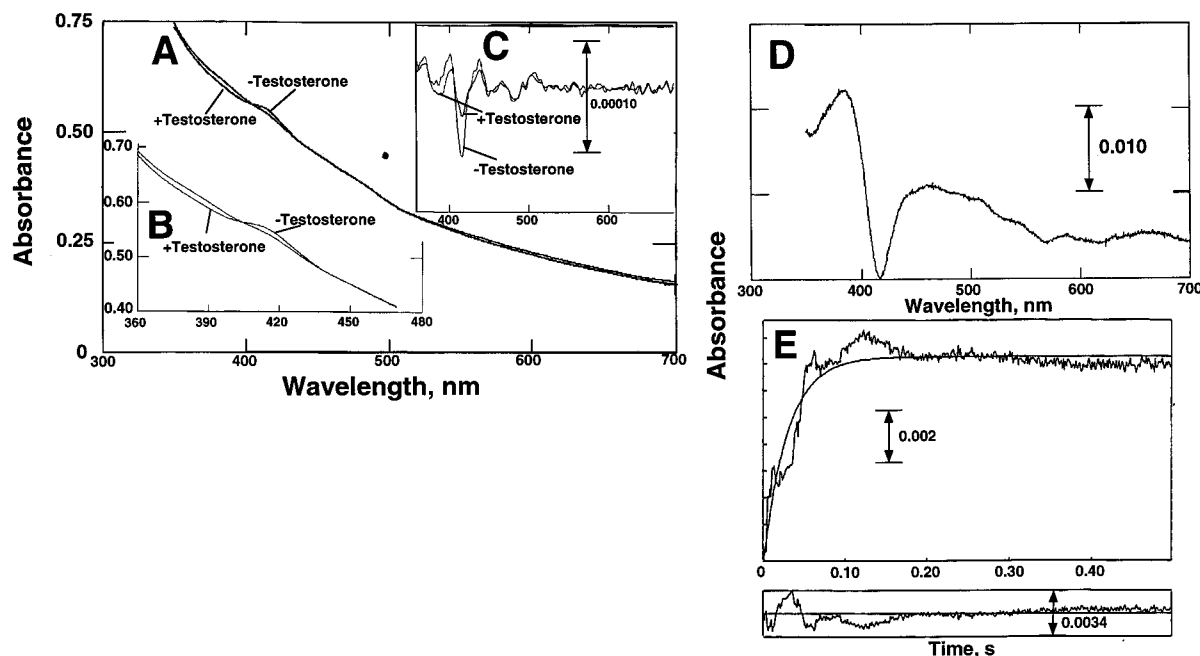 0.75
A
-Testosterone
+Testosterone
0.50
Absorbance
0.25
0
300
400
500
600
700
Wavelength, nm
C
0.00010
+Testosterone
-Testosterone
400
500
600
0.70
0.60
B
-Testosterone
+Testosterone
0.50
0.40
360
390
420
450
480
D
0.010
300
400
500
600
700
Wavelength, nm
Absorbance
E
0.002
0
0.10
0.20
0.30
0.40
0.0034
Time, s